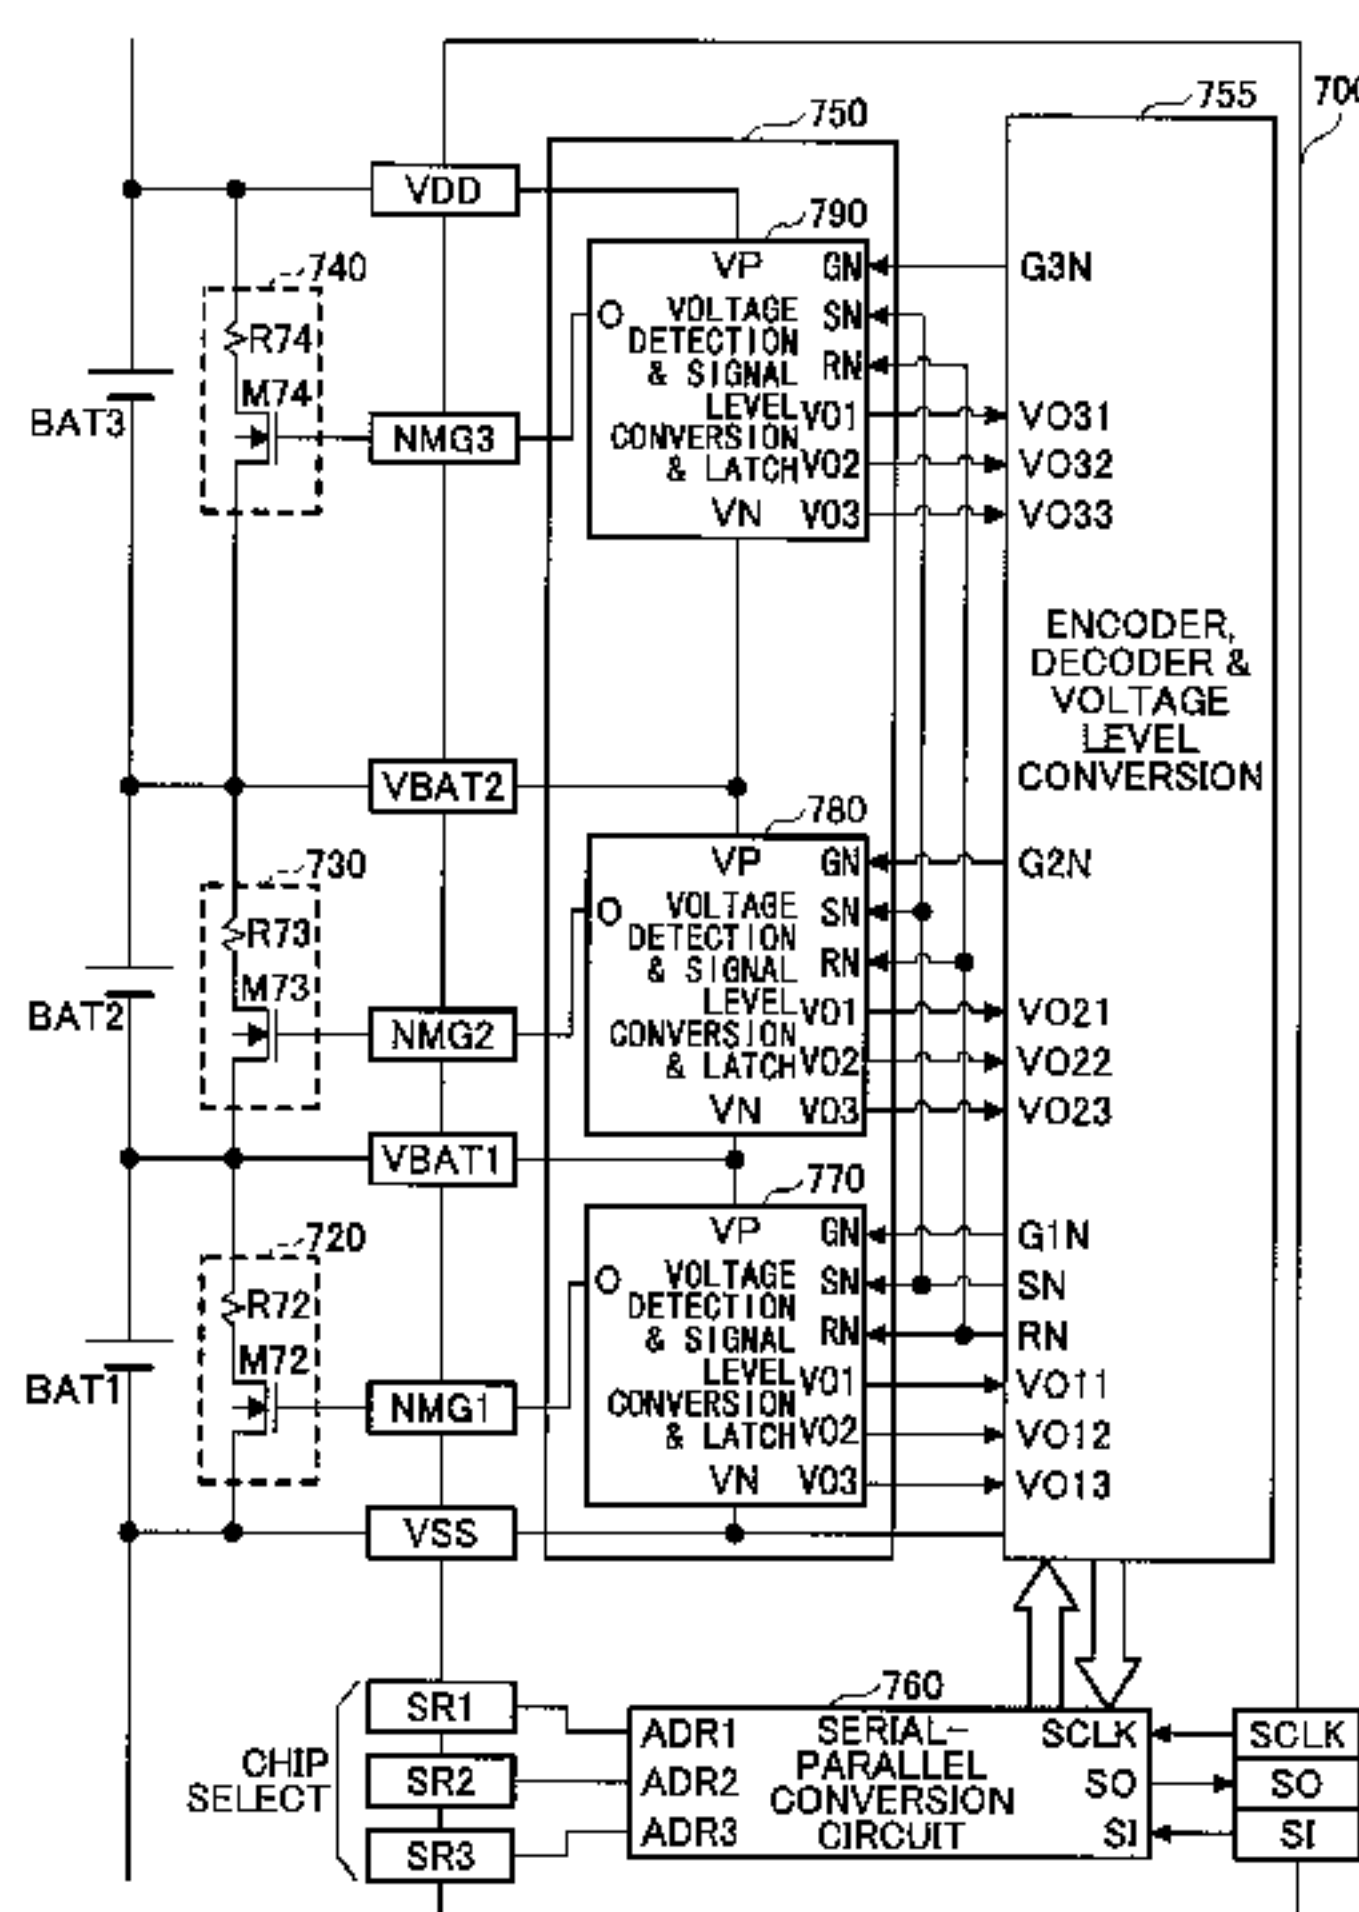 755
700
750
VDD
790
VP
GN
G3N
740
O
VOLTAGE
DETECTION
& SIGNAL
LEVEL
CONVERSION
& LATCH
SN
R74
RN
M74
VO1
VO31
BAT3
NMG3
VO2
VO32
VN
VO3
VO33
ENCODER,
DECODER &
VOLTAGE
LEVEL
CONVERSION
VBAT2
780
VP
GN
G2N
730
O
VOLTAGE
DETECTION
& SIGNAL
LEVEL
CONVERSION
& LATCH
SN
R73
RN
M73
VO1
VO21
BAT2
NMG2
VO2
VO22
VN
VO3
VO23
VBAT1
770
VP
GN
G1N
720
O
VOLTAGE
DETECTION
& SIGNAL
LEVEL
CONVERSION
& LATCH
SN
SN
R72
RN
RN
M72
VO1
VO11
BAT1
NMG1
VO2
VO12
VN
VO3
VO13
VSS
760
CHIP
SELECT
SR1
ADR1
SERIAL-
PARALLEL
CONVERSION
CIRCUIT
SCLK
SCLK
SR2
ADR2
SO
SO
SR3
ADR3
SI
SI